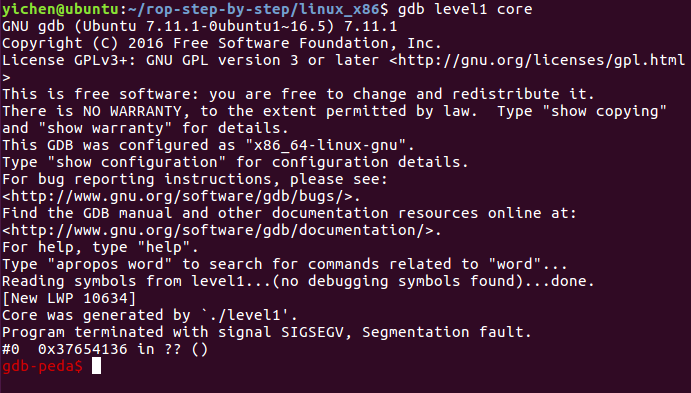 yichen@ubuntu:~/rop-step-by-step/linux_x86$ gdb level1 core
GNU gdb (Ubuntu 7.11.1-0ubuntu1~16.5) 7.11.1
Copyright (C) 2016 Free Software Foundation, Inc.
License GPLv3+: GNU GPL version 3 or later <http://gnu.org/licenses/gpl.html
>
This is free software: you are free to change and redistribute it.
There is NO WARRANTY, to the extent permitted by law.  Type "show copying"
and "show warranty" for details.
This GDB was configured as "x86_64-linux-gnu".
Type "show configuration" for configuration details.
For bug reporting instructions, please see:
<http://www.gnu.org/software/gdb/bugs/>.
Find the GDB manual and other documentation resources online at:
<http://www.gnu.org/software/gdb/documentation/>.
For help, type "help".
Type "apropos word" to search for commands related to "word"...
Reading symbols from level1...(no debugging symbols found)...done.
[New LWP 10634]
Core was generated by `./level1'.
Program terminated with signal SIGSEGV, Segmentation fault.
#0  0x37654136 in ?? ()
gdb-peda$